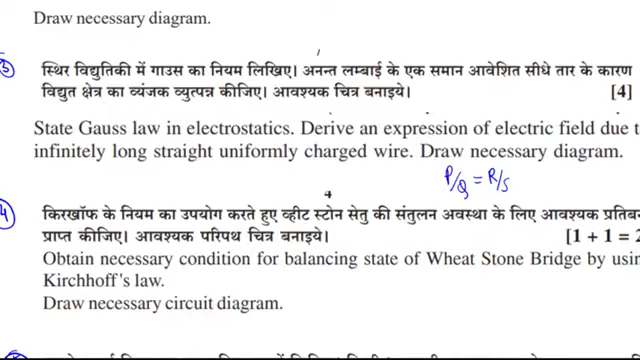 Draw necessary diagram.
3
स्थिर विद्युतिकी में गाउस का नियम लिखिए। अनन्त लम्बाई के एक समान आवेशित सीधे तार के कारण
विद्युत क्षेत्र का व्यंजक व्युत्पन्न कीजिए। आवश्यक चित्र बनाइये। [4]
State Gauss law in electrostatics. Derive an expression of electric field due t
infinitely long straight uniformly charged wire. Draw necessary diagram.
P/Q = R/S
4
किरखॉफ के नियम का उपयोग करते हुए व्हीट स्टोन सेतु की संतुलन अवस्था के लिए आवश्यक प्रतिबन
प्राप्त कीजिए। आवश्यक परिपथ चित्र बनाइये। [1 + 1 = 2
Obtain necessary condition for balancing state of Wheat Stone Bridge by usin
Kirchhoff's law.
Draw necessary circuit diagram.